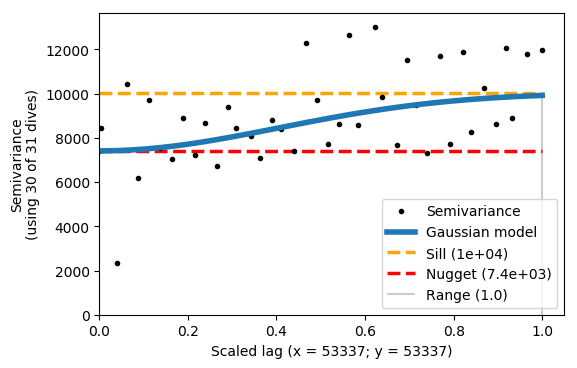 12000
10000
8000
6000
4000
2000
0
Semivariance
(using 30 of 31 dives)
Semivariance
Gaussian model
Sill (1e+04)
Nugget (7.4e+03)
Range (1.0)
0.0 0.2 0.4 0.6 0.8 1.0
Scaled lag (x = 53337; y = 53337)